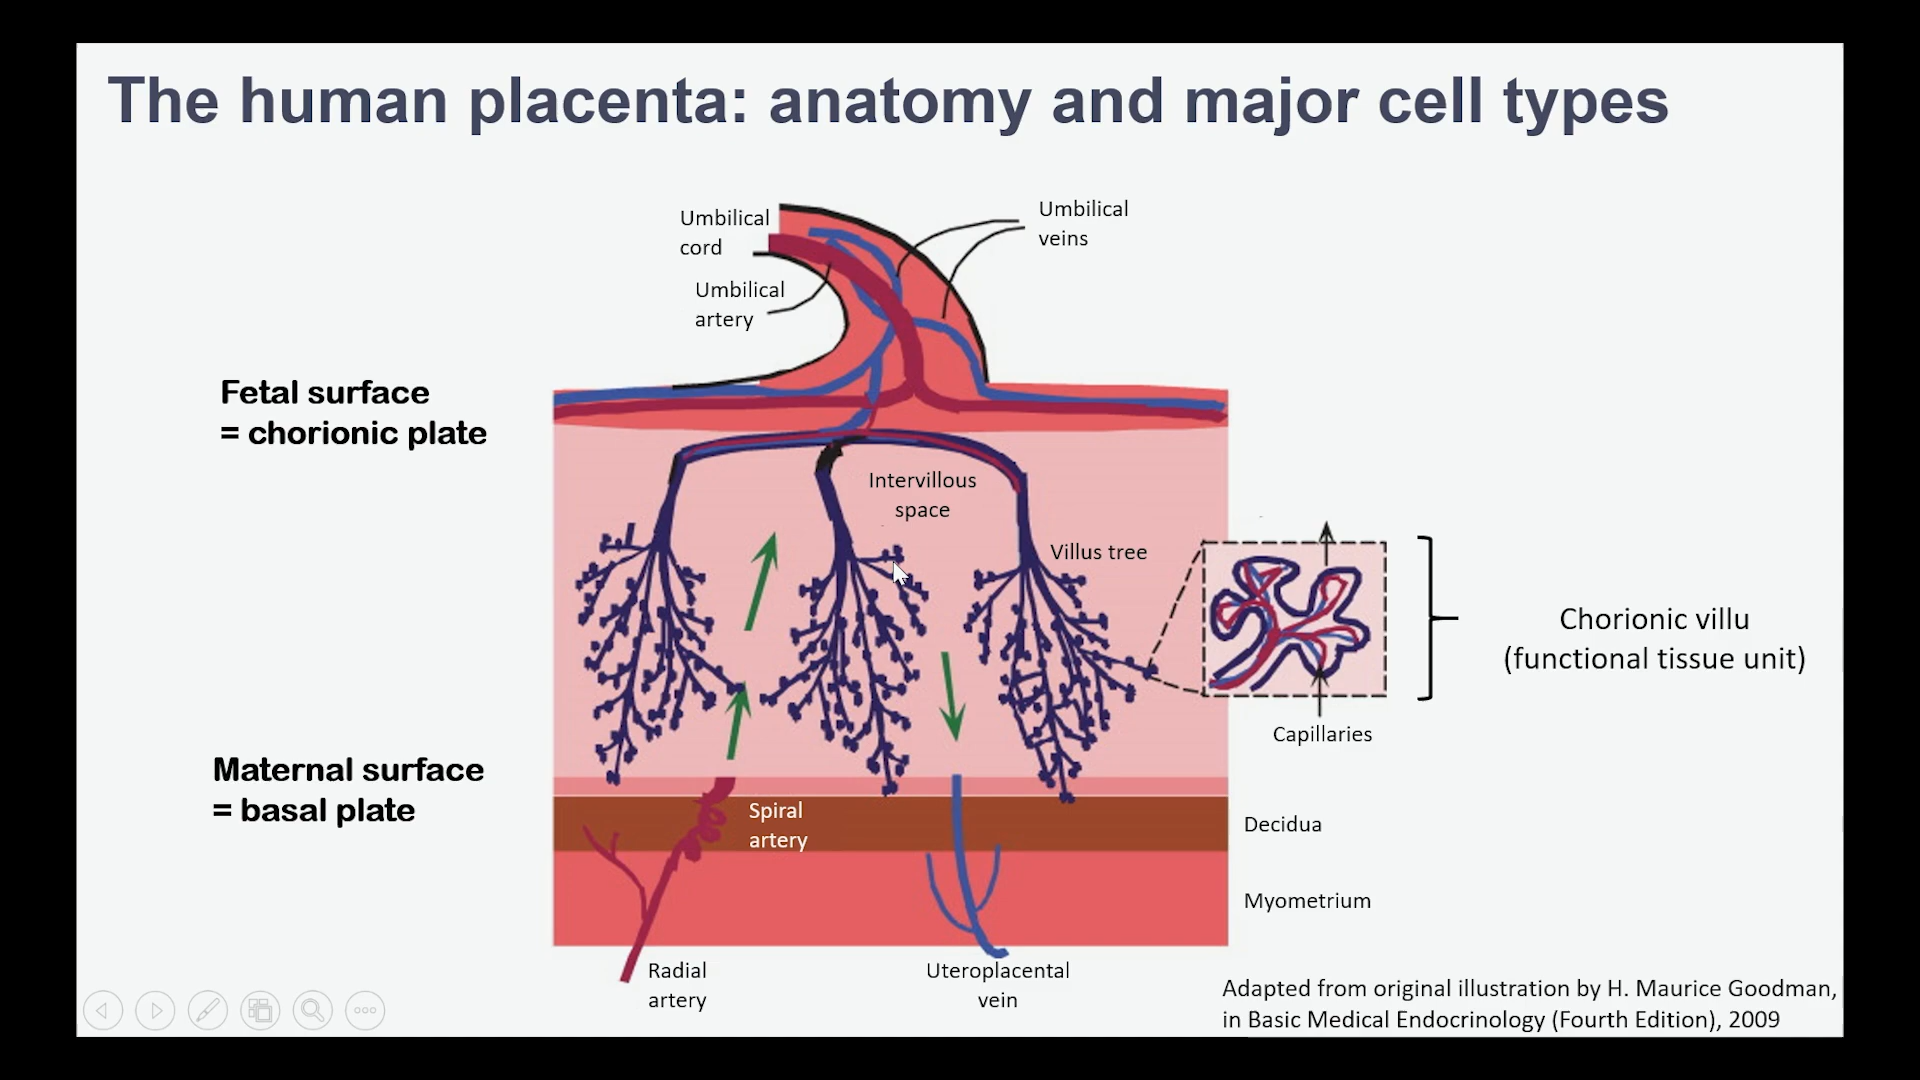 The human placenta: anatomy and major cell types
Umbilical
cord
Umbilical
veins
Umbilical
artery
Fetal surface
= chorionic plate
Intervillous
space
Villus tree
Chorionic villu
(functional tissue unit)
Capillaries
Maternal surface
= basal plate
Spiral
artery
Decidua
Myometrium
Radial
artery
Uteroplacental
vein
Adapted from original illustration by H. Maurice Goodman,
in Basic Medical Endocrinology (Fourth Edition), 2009